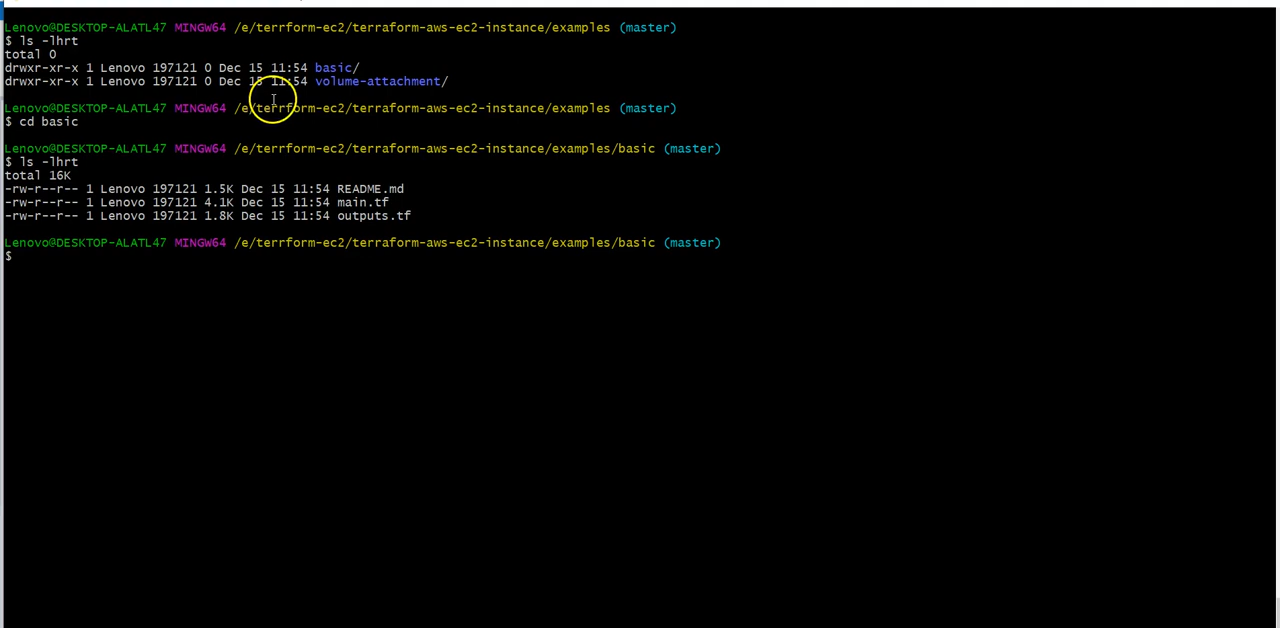 Lenovo@DESKTOP-ALATL47 MINGW64 /e/terrform-ec2/terraform-aws-ec2-instance/examples (master)
$ ls -lhrt
total 0
drwxr-xr-x 1 Lenovo 197121 0 Dec 15 11:54 basic/
drwxr-xr-x 1 Lenovo 197121 0 Dec 15 11:54 volume-attachment/
Lenovo@DESKTOP-ALATL47 MINGW64 /e/terrform-ec2/terraform-aws-ec2-instance/examples (master)
$ cd basic
Lenovo@DESKTOP-ALATL47 MINGW64 /e/terrform-ec2/terraform-aws-ec2-instance/examples/basic (master)
$ ls -lhrt
total 16K
-rw-r--r-- 1 Lenovo 197121 1.5K Dec 15 11:54 README.md
-rw-r--r-- 1 Lenovo 197121 4.1K Dec 15 11:54 main.tf
-rw-r--r-- 1 Lenovo 197121 1.8K Dec 15 11:54 outputs.tf
Lenovo@DESKTOP-ALATL47 MINGW64 /e/terrform-ec2/terraform-aws-ec2-instance/examples/basic (master)
$